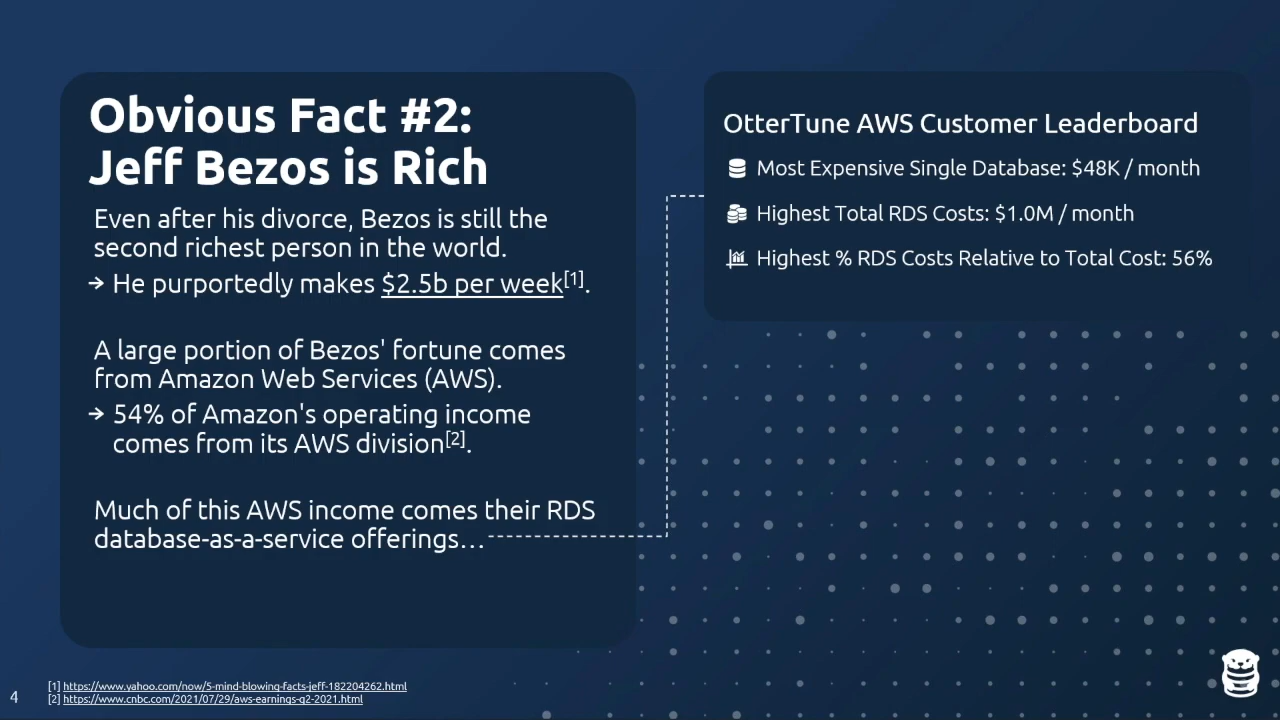 Obvious Fact #2:
Jeff Bezos is Rich
Even after his divorce, Bezos is still the
second richest person in the world.
→ He purportedly makes $2.5b per week[1].
A large portion of Bezos' fortune comes
from Amazon Web Services (AWS).
→ 54% of Amazon's operating income
comes from its AWS division[2].
Much of this AWS income comes their RDS
database-as-a-service offerings…
OtterTune AWS Customer Leaderboard
Most Expensive Single Database: $48K / month
Highest Total RDS Costs: $1.0M / month
Highest % RDS Costs Relative to Total Cost: 56%
4
[1] https://www.yahoo.com/now/5-mind-blowing-facts-jeff-182204262.html
[2] https://www.cnbc.com/2021/07/29/aws-earnings-q2-2021.html